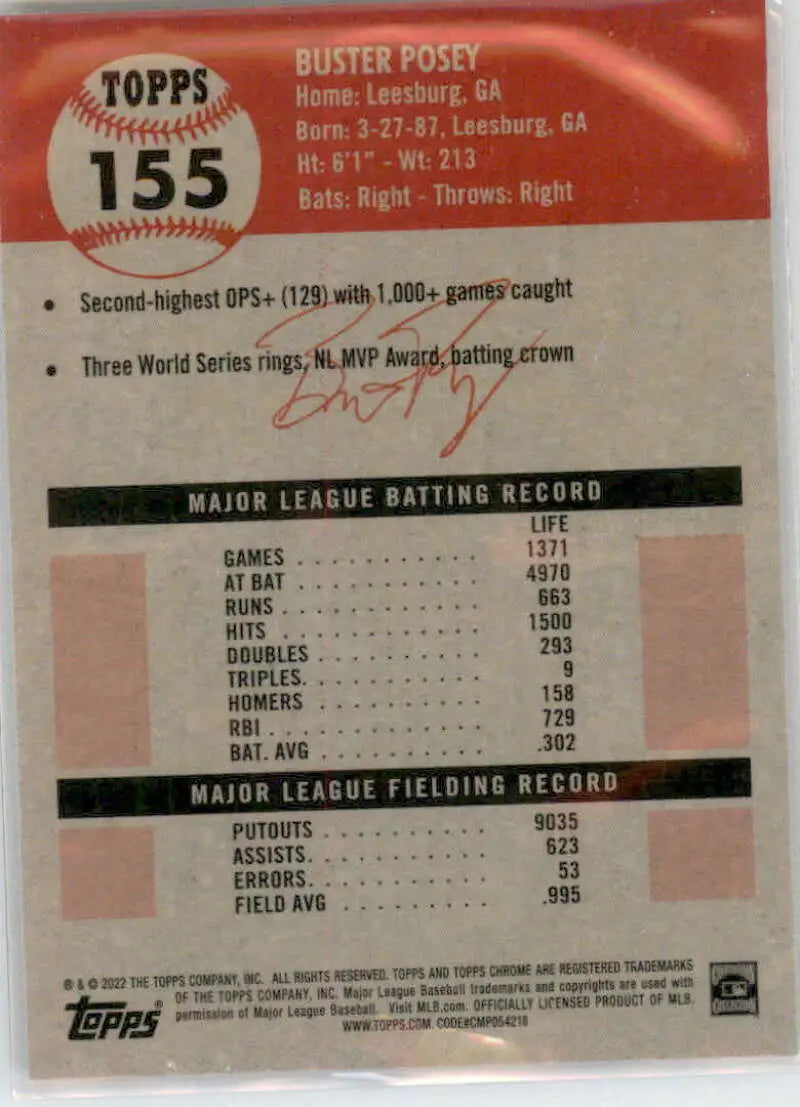 TOPPS
155
BUSTER POSEY
Home: Leesburg, GA
Born: 3-27-87, Leesburg, GA
Ht: 6'1" - Wt: 213
Bats: Right - Throws: Right
• Second-highest OPS+ (129) with 1,000+ games caught
• Three World Series rings, NL MVP Award, batting crown
MAJOR LEAGUE BATTING RECORD
LIFE
GAMES . . . . . . . . . . . 1371
AT BAT . . . . . . . . . . . 4970
RUNS . . . . . . . . . . . . 663
HITS . . . . . . . . . . . . 1500
DOUBLES . . . . . . . . . . 293
TRIPLES. . . . . . . . . . . 9
HOMERS . . . . . . . . . . 158
RBI . . . . . . . . . . . . . 729
BAT. AVG . . . . . . . . . . .302
MAJOR LEAGUE FIELDING RECORD
PUTOUTS . . . . . . . . . . 9035
ASSISTS. . . . . . . . . . . 623
ERRORS. . . . . . . . . . . 53
FIELD AVG . . . . . . . . . .995
® & © 2022 THE TOPPS COMPANY, INC. ALL RIGHTS RESERVED. TOPPS AND TOPPS CHROME ARE REGISTERED TRADEMARKS
OF THE TOPPS COMPANY, INC. Major League Baseball trademarks and copyrights are used with
permission of Major League Baseball. Visit MLB.com. OFFICIALLY LICENSED PRODUCT OF MLB.
WWW.TOPPS.COM. CODE#CMP054218
Topps®